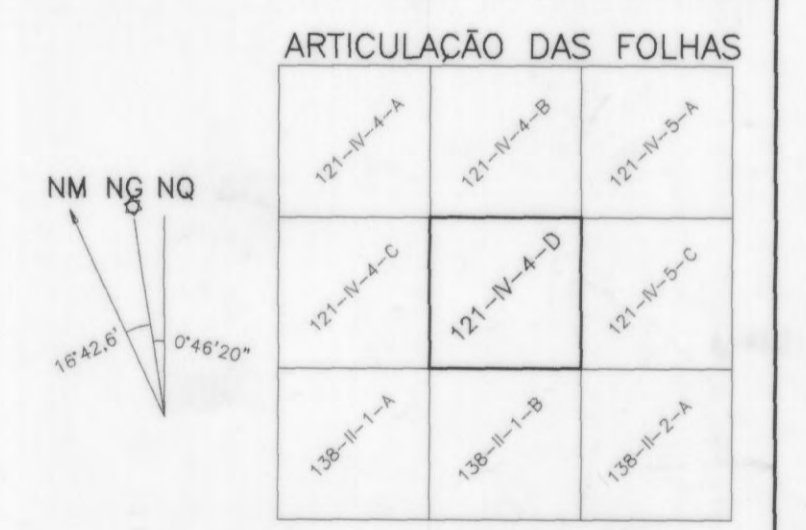 ARTICULAÇÃO DAS FOLHAS
121-IV-4-A
121-IV-4-B
121-IV-5-A
NM NG NQ
121-IV-4-C
121-IV-4-D
121-IV-5-C
16°42,6'
0°46'20"
138-II-1-A
138-II-1-B
138-II-2-A